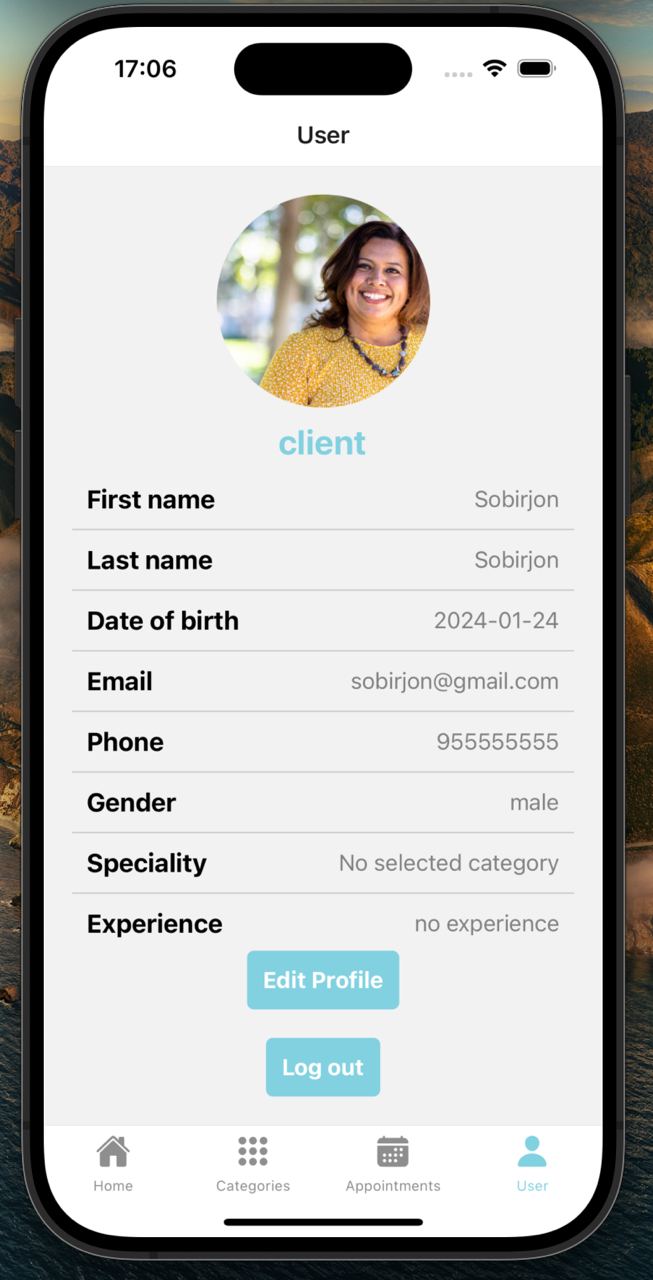 17:06
User
client
First name Sobirjon
Last name Sobirjon
Date of birth 2024-01-24
Email sobirjon@gmail.com
Phone 955555555
Gender male
Speciality No selected category
Experience no experience
Edit Profile
Log out
Home Categories Appointments User